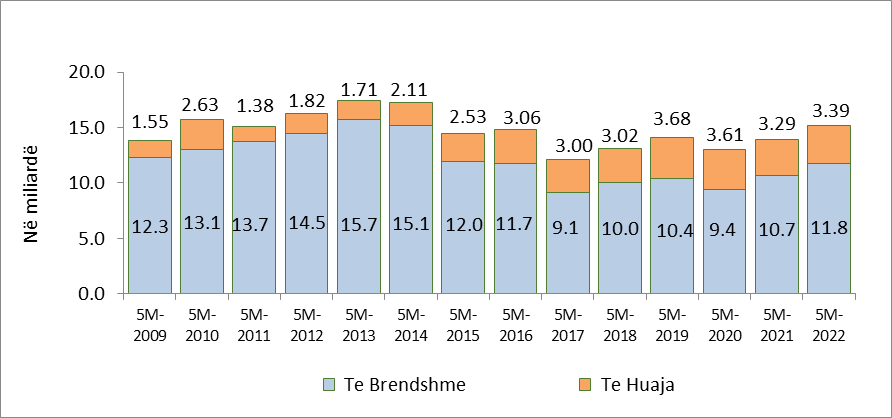 Në miliardë
20.0
15.0
10.0
5.0
0.0
1.55 2.63 1.38 1.82 1.71 2.11 2.53 3.06 3.00 3.02 3.68 3.61 3.29 3.39
12.3 13.1 13.7 14.5 15.7 15.1 12.0 11.7 9.1 10.0 10.4 9.4 10.7 11.8
5M- 5M- 5M- 5M- 5M- 5M- 5M- 5M- 5M- 5M- 5M- 5M- 5M- 5M-
2009 2010 2011 2012 2013 2014 2015 2016 2017 2018 2019 2020 2021 2022
Te Brendshme Te Huaja